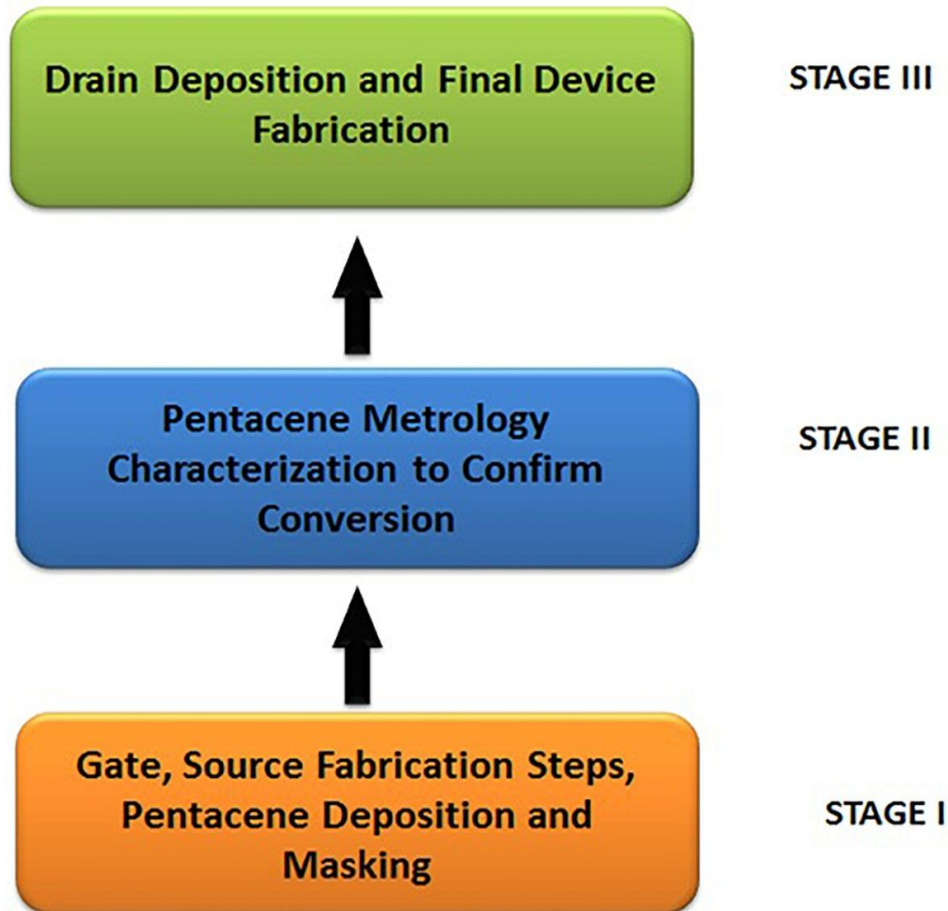 Drain Deposition and Final Device
Fabrication
STAGE III
Pentacene Metrology
Characterization to Confirm
Conversion
STAGE II
Gate, Source Fabrication Steps,
Pentacene Deposition and
Masking
STAGE I